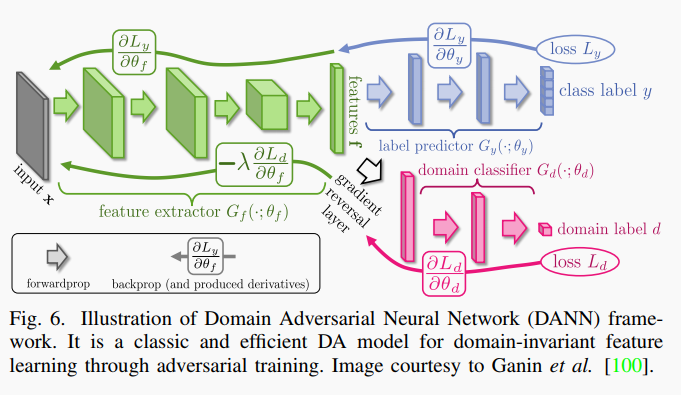 ∂L_y/∂θ_f
∂L_y/∂θ_y
loss L_y
features f
class label y
label predictor G_y(·; θ_y)
input x
−λ ∂L_d/∂θ_f
feature extractor G_f(·; θ_f)
gradient
reversal
layer
domain classifier G_d(·; θ_d)
domain label d
∂L_d/∂θ_d
loss L_d
∂L_y/∂θ_f
forwardprop
backprop (and produced derivatives)
Fig. 6. Illustration of Domain Adversarial Neural Network (DANN) frame-
work. It is a classic and efficient DA model for domain-invariant feature
learning through adversarial training. Image courtesy to Ganin et al. [100].